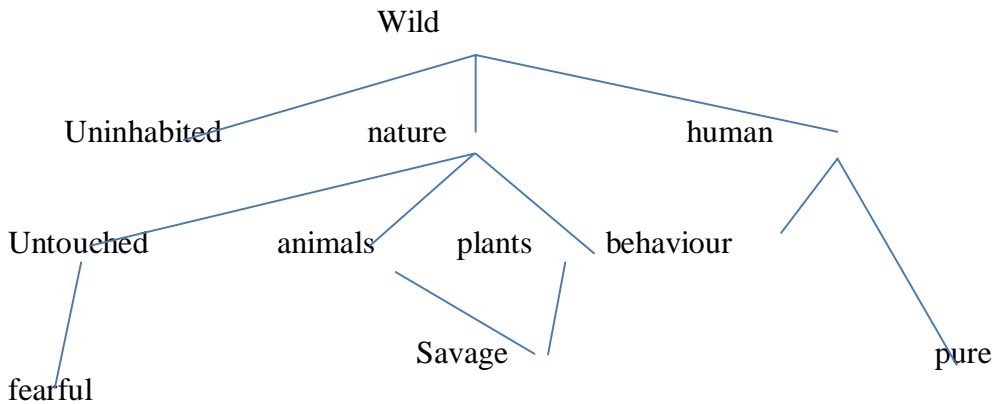 Wild
Uninhabited nature human
Untouched animals plants behaviour
Savage pure
fearful